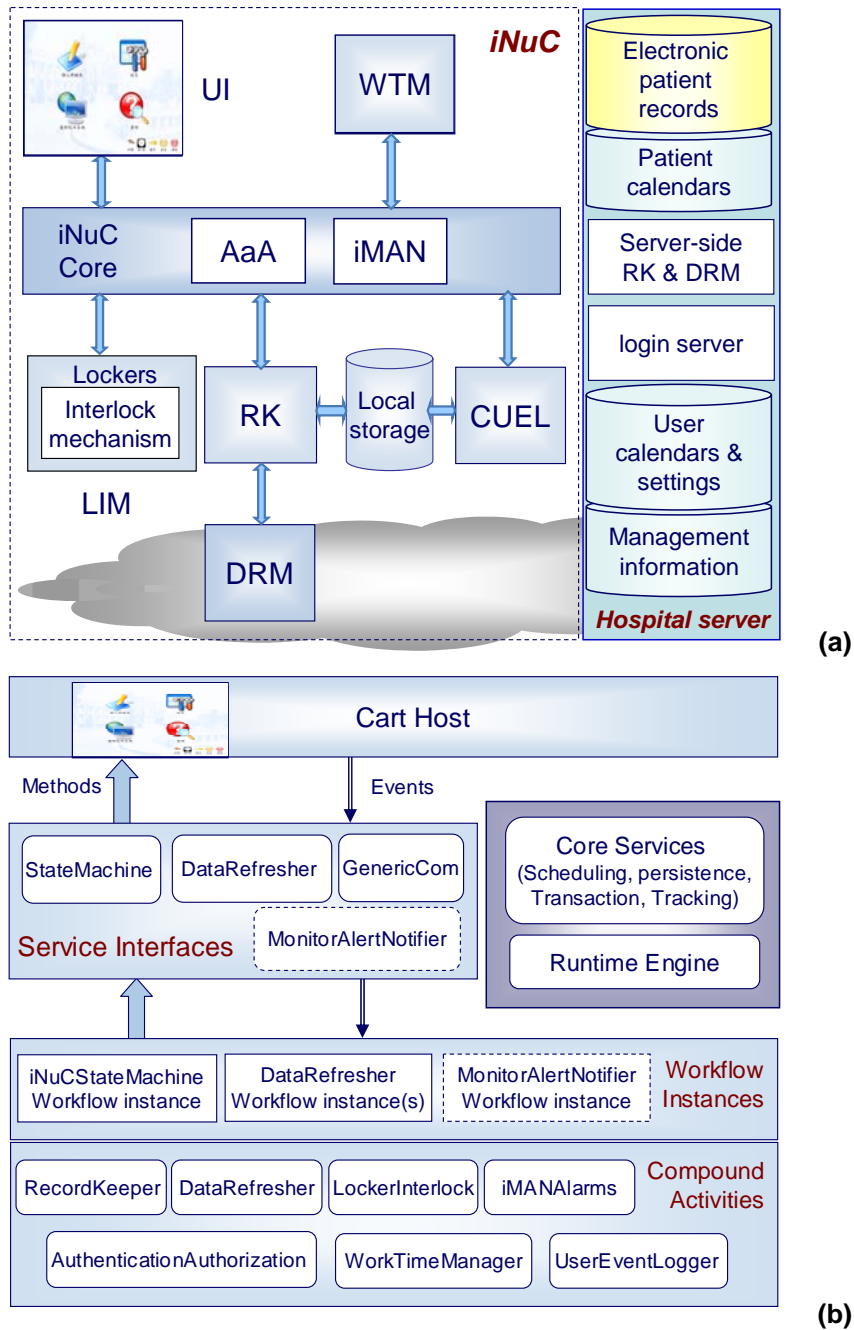 iNuC
UI
WTM
iNuC
Core
AaA
iMAN
Lockers
Interlock
mechanism
RK
Local
storage
CUEL
LIM
DRM
Electronic
patient
records
Patient
calendars
Server-side
RK & DRM
login server
User
calendars &
settings
Management
information
Hospital server
(a)
Cart Host
Methods
Events
StateMachine
DataRefresher
GenericCom
Service Interfaces
MonitorAlertNotifier
Core Services
(Scheduling, persistence,
Transaction, Tracking)
Runtime Engine
iNuCStateMachine
Workflow instance
DataRefresher
Workflow instance(s)
MonitorAlertNotifier
Workflow instance
Workflow
Instances
RecordKeeper
DataRefresher
LockerInterlock
iMANAlarms
Compound
Activities
AuthenticationAuthorization
WorkTimeManager
UserEventLogger
(b)